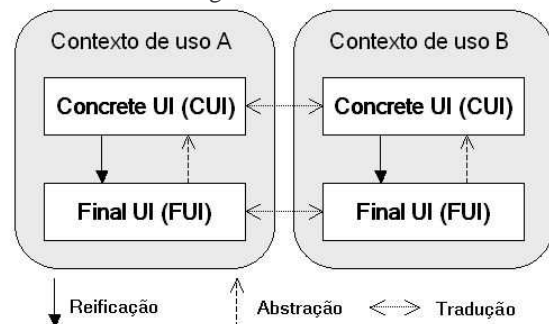 Contexto de uso A
Contexto de uso B
Concrete UI (CUI)
Concrete UI (CUI)
Final UI (FUI)
Final UI (FUI)
Reificação
Abstração
Tradução